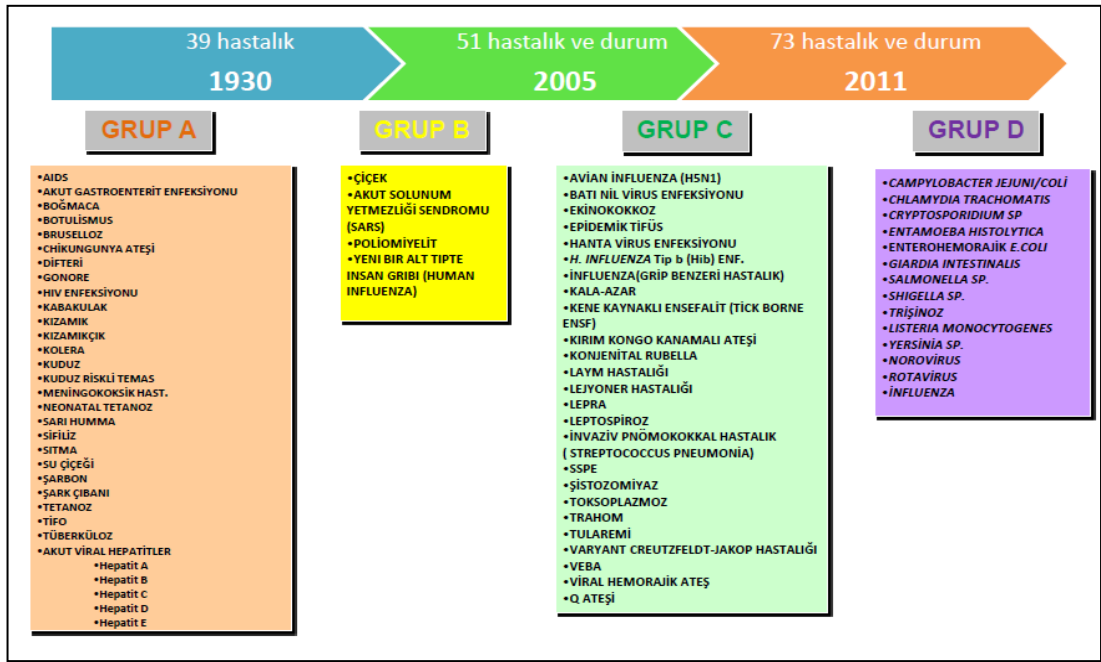 39 hastalık
1930
51 hastalık ve durum
2005
73 hastalık ve durum
2011
GRUP A
•AIDS
•AKUT GASTROENTERİT ENFEKSİYONU
•BOĞMACA
•BOTULİSMUS
•BRUSELLOZ
•CHİKUNGUNYA ATEŞİ
•DİFTERİ
•GONORE
•HIV ENFEKSİYONU
•KABAKULAK
•KIZAMIK
•KIZAMIKÇIK
•KOLERA
•KUDUZ
•KUDUZ RİSKLİ TEMAS
•MENİNGOKOKSİK HAST.
•NEONATAL TETANOZ
•SARI HUMMA
•SİFİLİZ
•SITMA
•SU ÇİÇEĞİ
•ŞARBON
•ŞARK ÇIBANI
•TETANOZ
•TİFO
•TÜBERKÜLOZ
•AKUT VİRAL HEPATİTLER
•Hepatit A
•Hepatit B
•Hepatit C
•Hepatit D
•Hepatit E
GRUP B
•ÇİÇEK
•AKUT SOLUNUM
YETMEZLİĞİ SENDROMU
(SARS)
•POLİOMİYELİT
•YENI BIR ALT TIPTE
INSAN GRIBI (HUMAN
INFLUENZA)
GRUP C
•AVİAN İNFLUENZA (H5N1)
•BATI NİL VİRUS ENFEKSİYONU
•EKİNOKOKKOZ
•EPİDEMİK TİFÜS
•HANTA VİRUS ENFEKSİYONU
•H. INFLUENZA Tip b (Hib) ENF.
•İNFLUENZA(GRİP BENZERİ HASTALIK)
•KALA-AZAR
•KENE KAYNAKLI ENSEFALİT (TİCK BORNE
ENSF)
•KIRIM KONGO KANAMALI ATEŞİ
•KONJENİTAL RUBELLA
•LAYM HASTALIĞI
•LEJYONER HASTALIĞI
•LEPRA
•LEPTOSPİROZ
•İNVAZİV PNÖMOKOKKAL HASTALIK
( STREPTOCOCCUS PNEUMONİA)
•SSPE
•ŞİSTOZOMİYAZ
•TOKSOPLAZMOZ
•TRAHOM
•TULAREMİ
•VARYANT CREUTZFELDT-JAKOP HASTALIĞI
•VEBA
•VİRAL HEMORAJİK ATEŞ
•Q ATEŞİ
GRUP D
•CAMPYLOBACTER JEJUNI/COLİ
•CHLAMYDIA TRACHOMATIS
•CRYPTOSPORIDIUM SP
•ENTAMOEBA HISTOLYTICA
•ENTEROHEMORAJİK E.COLI
•GIARDIA INTESTINALIS
•SALMONELLA SP.
•SHIGELLA SP.
•TRİŞİNOZ
•LISTERIA MONOCYTOGENES
•YERSİNİA SP.
•NOROVİRUS
•ROTAVİRUS
•İNFLUENZA